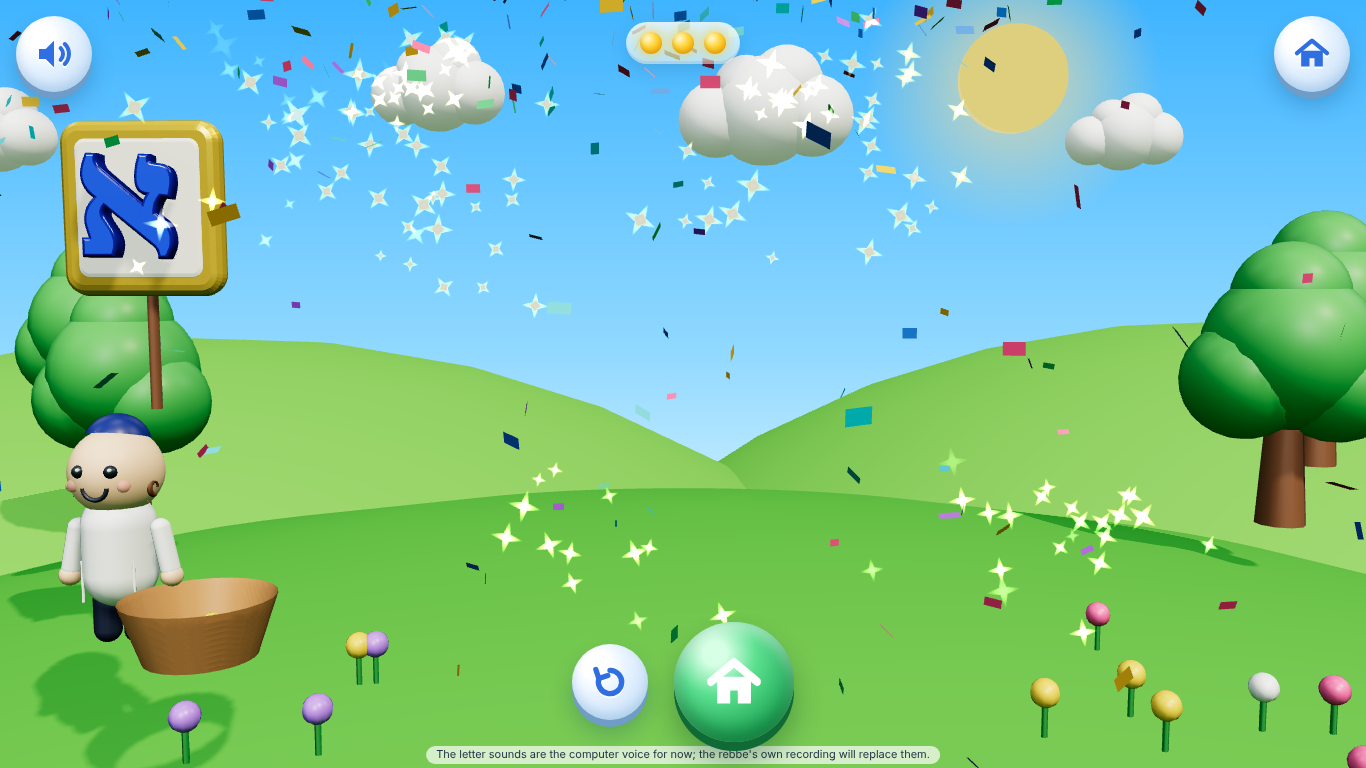 א
The letter sounds are the computer voice for now; the rebbe's own recording will replace them.